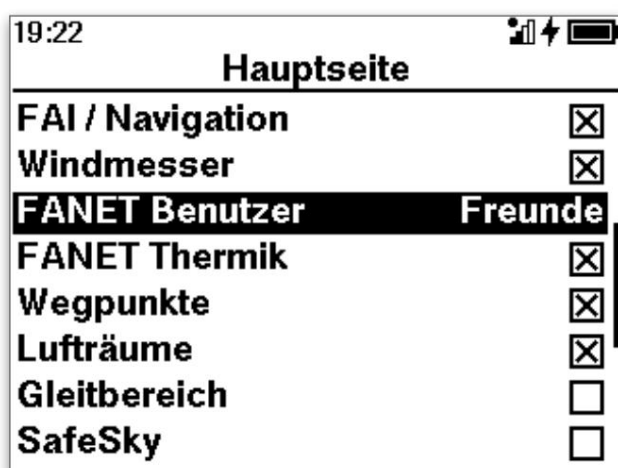 19:22
Hauptseite
FAI / Navigation
Windmesser
FANET Benutzer Freunde
FANET Thermik
Wegpunkte
Lufträume
Gleitbereich
SafeSky